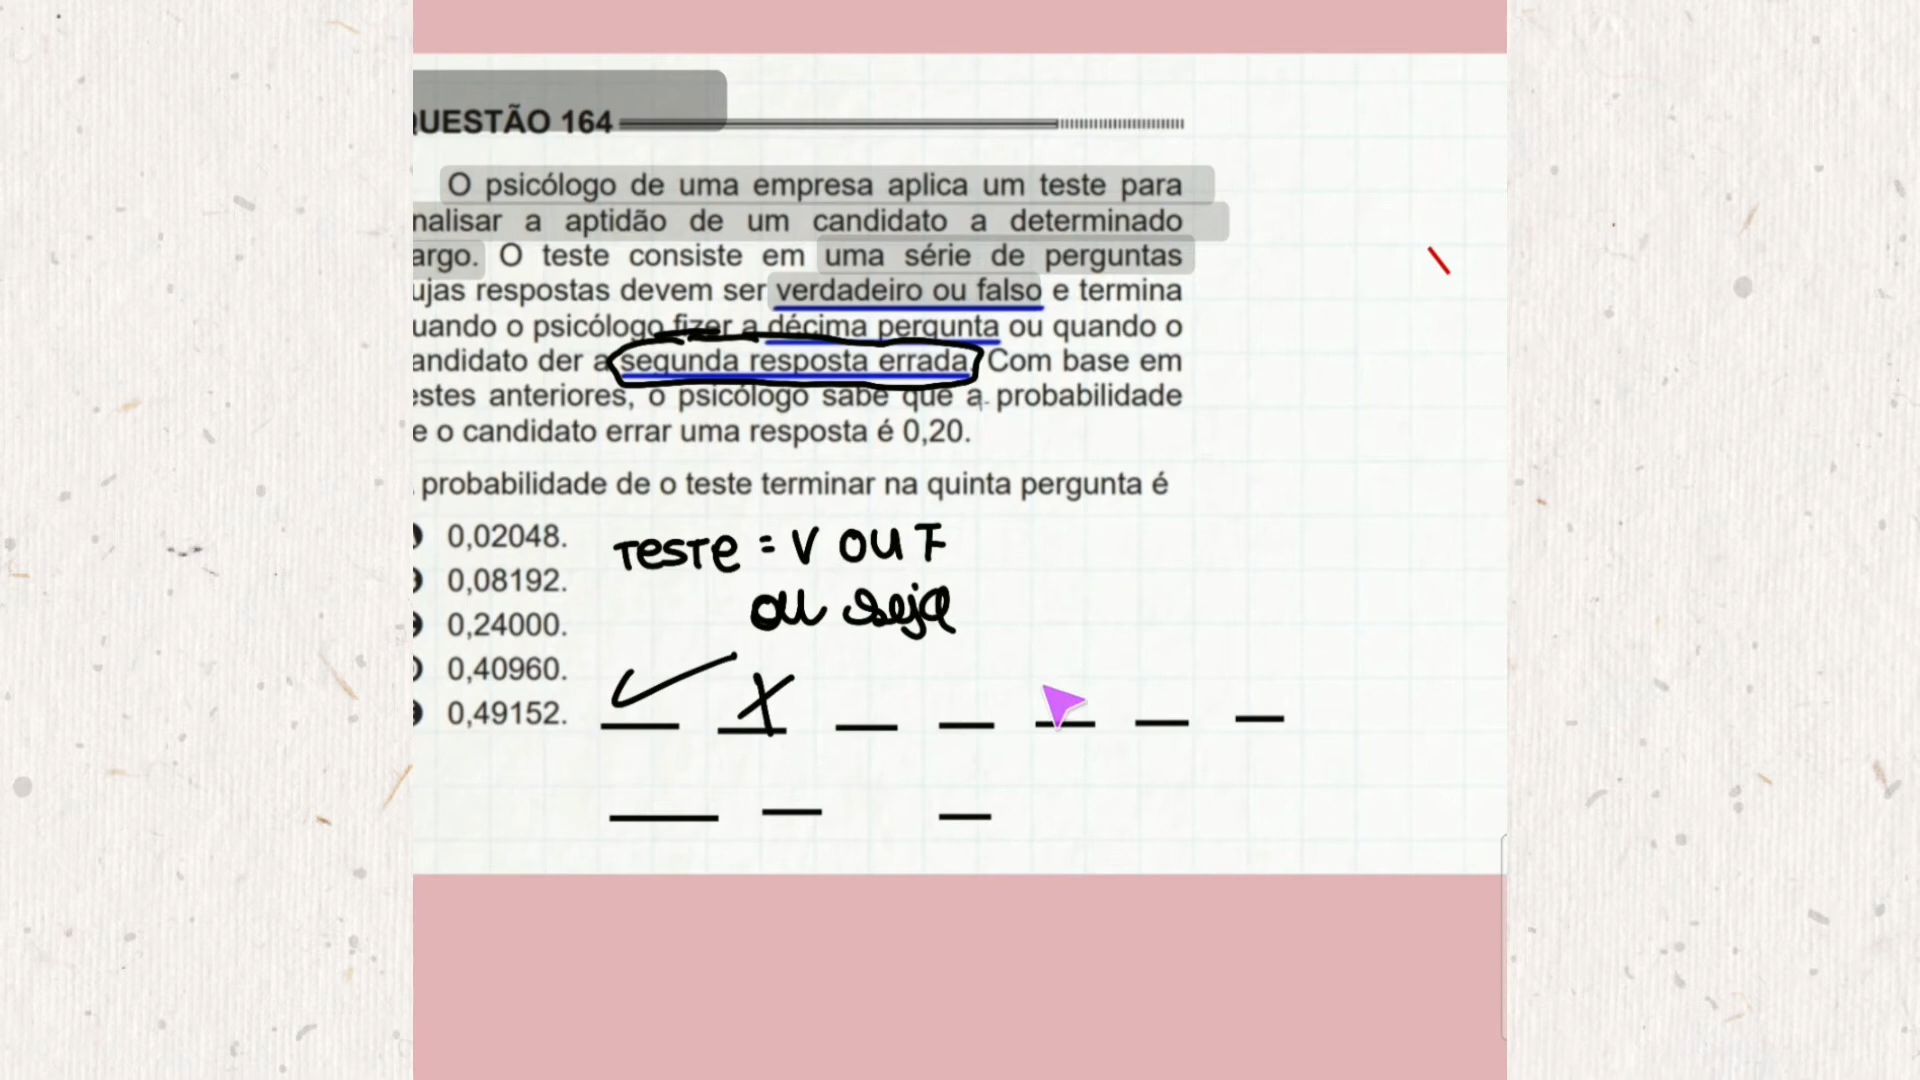 QUESTÃO 164
O psicólogo de uma empresa aplica um teste para
nalisar a aptidão de um candidato a determinado
argo. O teste consiste em uma série de perguntas
ujas respostas devem ser verdadeiro ou falso e termina
uando o psicólogo fizer a décima pergunta ou quando o
andidato der a segunda resposta errada. Com base em
estes anteriores, o psicólogo sabe que a probabilidade
e o candidato errar uma resposta é 0,20.
probabilidade de o teste terminar na quinta pergunta é
0,02048.
0,08192.
0,24000.
0,40960.
0,49152.
TESTE = V OU F
OU seja
X